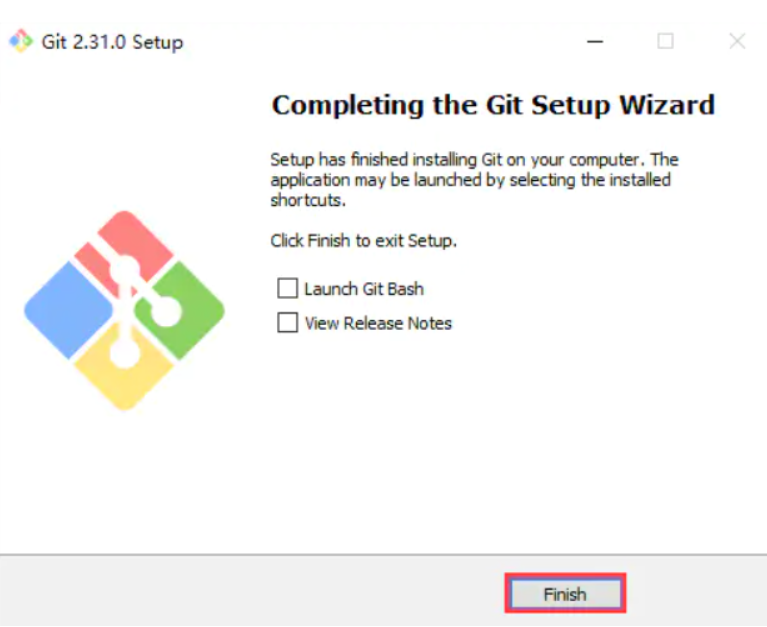 Git 2.31.0 Setup
Completing the Git Setup Wizard
Setup has finished installing Git on your computer. The
application may be launched by selecting the installed
shortcuts.
Click Finish to exit Setup.
Launch Git Bash
View Release Notes
Finish